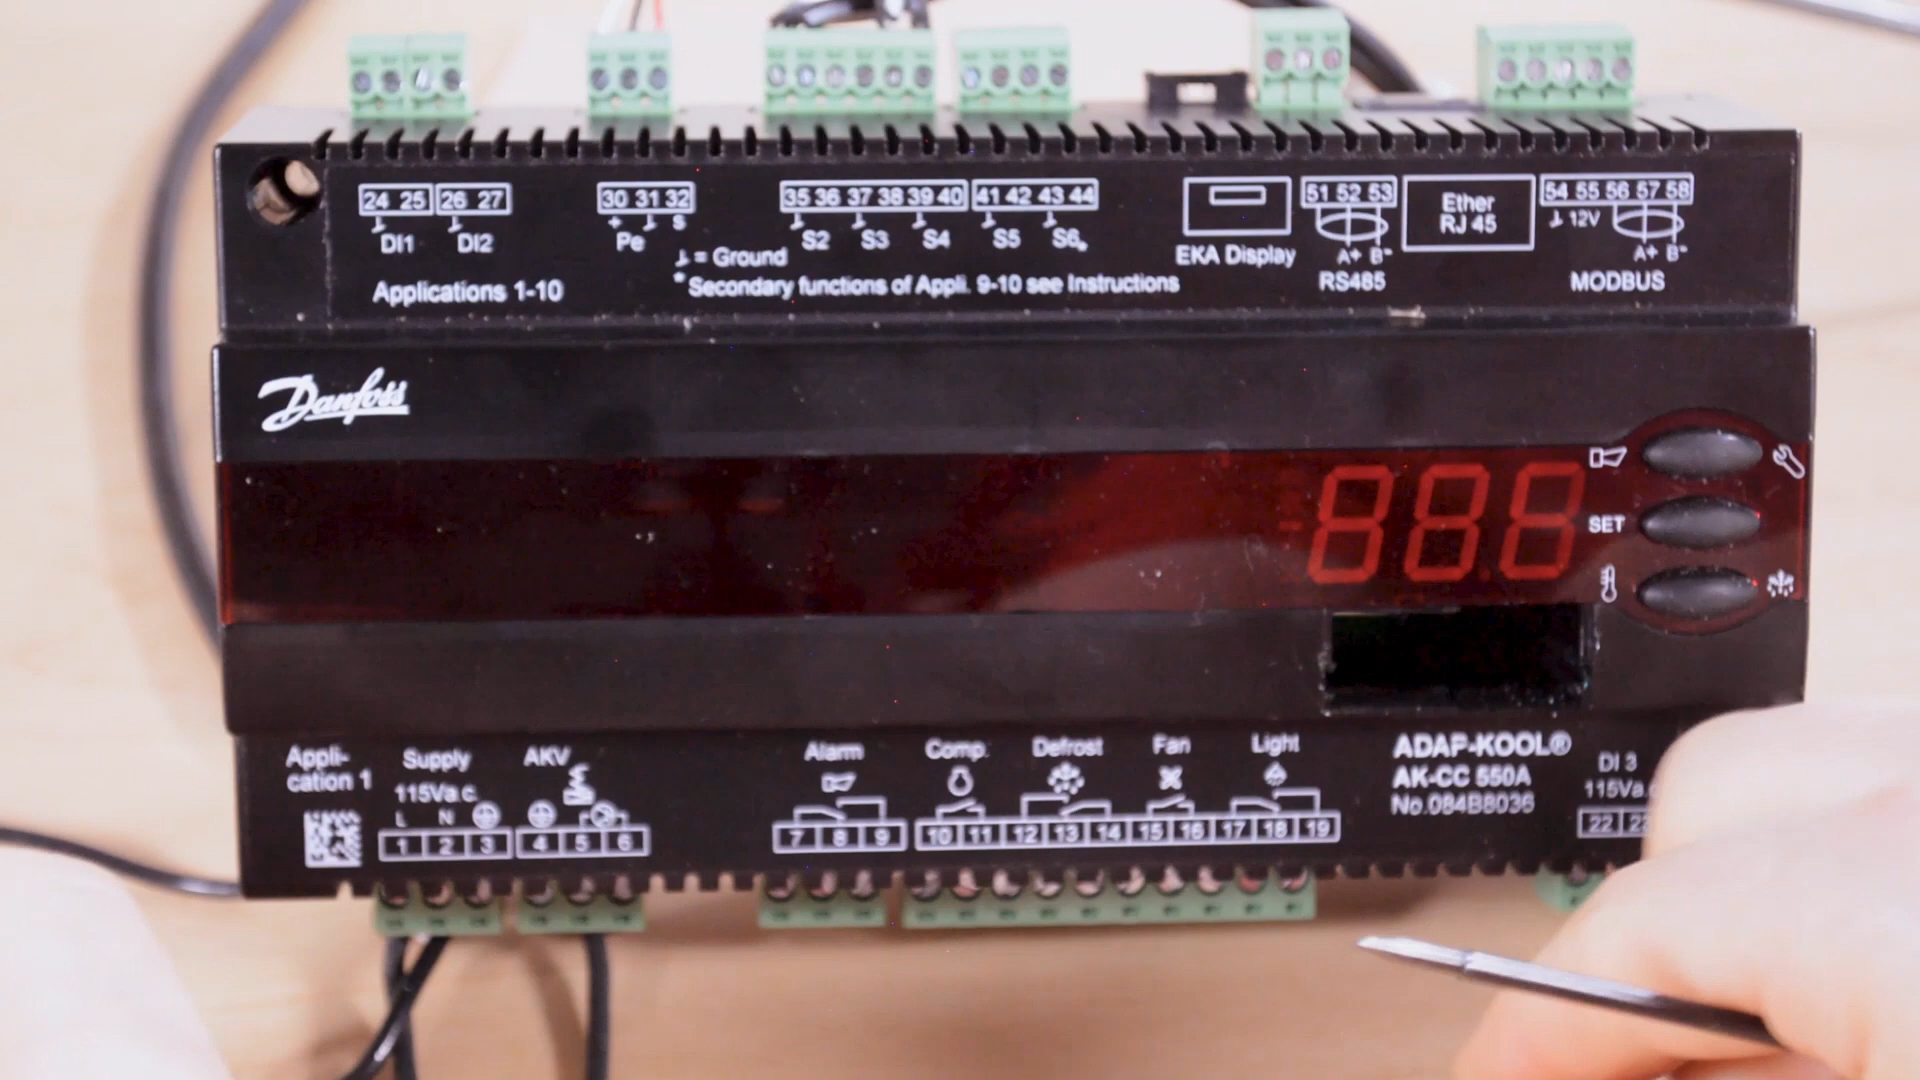 24 25 26 27 30 31 32 35 36 37 38 39 40 41 42 43 44 51 52 53 54 55 56 57 58
DI1 DI2 + Pe s S2 S3 S4 S5 S6*
⏊ = Ground
Applications 1-10
* Secondary functions of Appli. 9-10 see Instructions
EKA Display
A+ B-
RS485
Ether
RJ 45
12V
A+ B-
MODBUS
Danfoss
888
SET
Appli-
cation 1
Supply
115Va.c.
L N
1 2 3
AKV
4 5 6
Alarm
7 8 9
Comp. Defrost Fan Light
10 11 12 13 14 15 16 17 18 19
ADAP-KOOL®
AK-CC 550A
No.084B8036
DI 3
115Va.
22